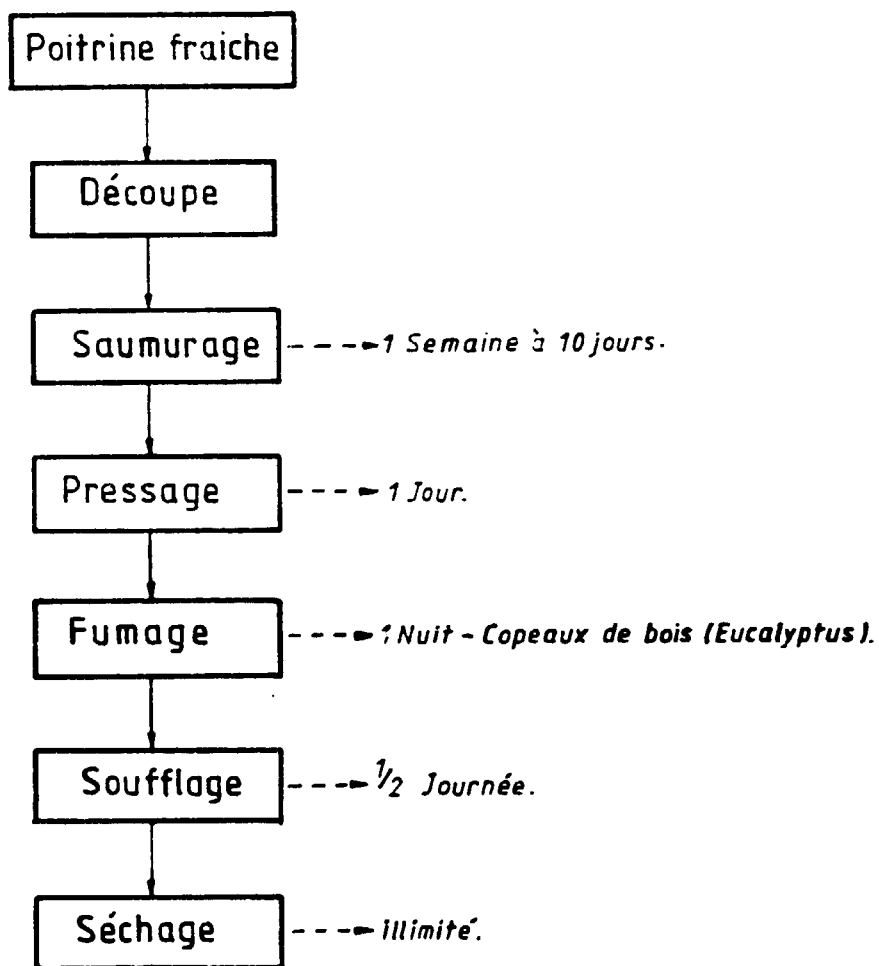 Poitrine fraiche
Découpe
Saumurage
1 Semaine à 10 jours.
Pressage
1 Jour.
Fumage
1 Nuit - Copeaux de bois (Eucalyptus).
Soufflage
1/2 Journée.
Séchage
illimité.